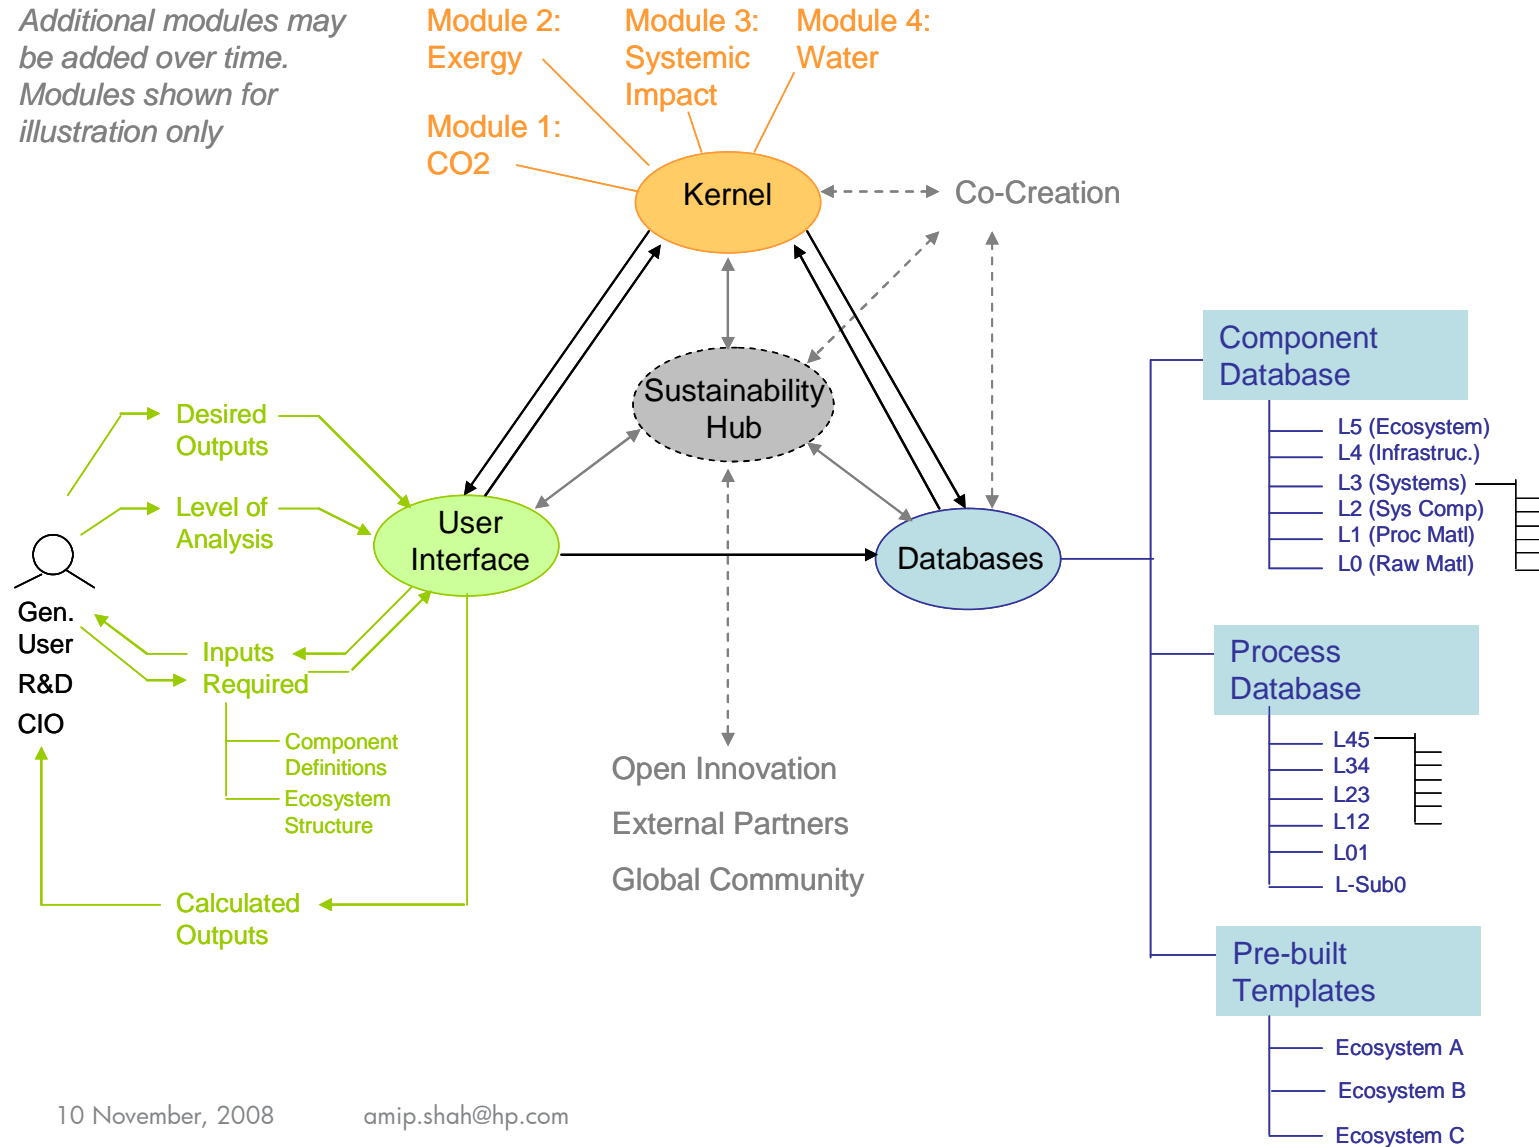 Additional modules may
be added over time.
Modules shown for
illustration only
Module 2:
Exergy
Module 3:
Systemic
Impact
Module 4:
Water
Module 1:
CO2
Kernel
Co-Creation
Sustainability
Hub
Desired
Outputs
Level of
Analysis
User
Interface
Databases
Gen.
User
R&D
CIO
Inputs
Required
Component
Definitions
Ecosystem
Structure
Calculated
Outputs
Open Innovation
External Partners
Global Community
Component
Database
L5 (Ecosystem)
L4 (Infrastruc.)
L3 (Systems)
L2 (Sys Comp)
L1 (Proc Matl)
L0 (Raw Matl)
Process
Database
L45
L34
L23
L12
L01
L-Sub0
Pre-built
Templates
Ecosystem A
Ecosystem B
Ecosystem C
10 November, 2008
amip.shah@hp.com